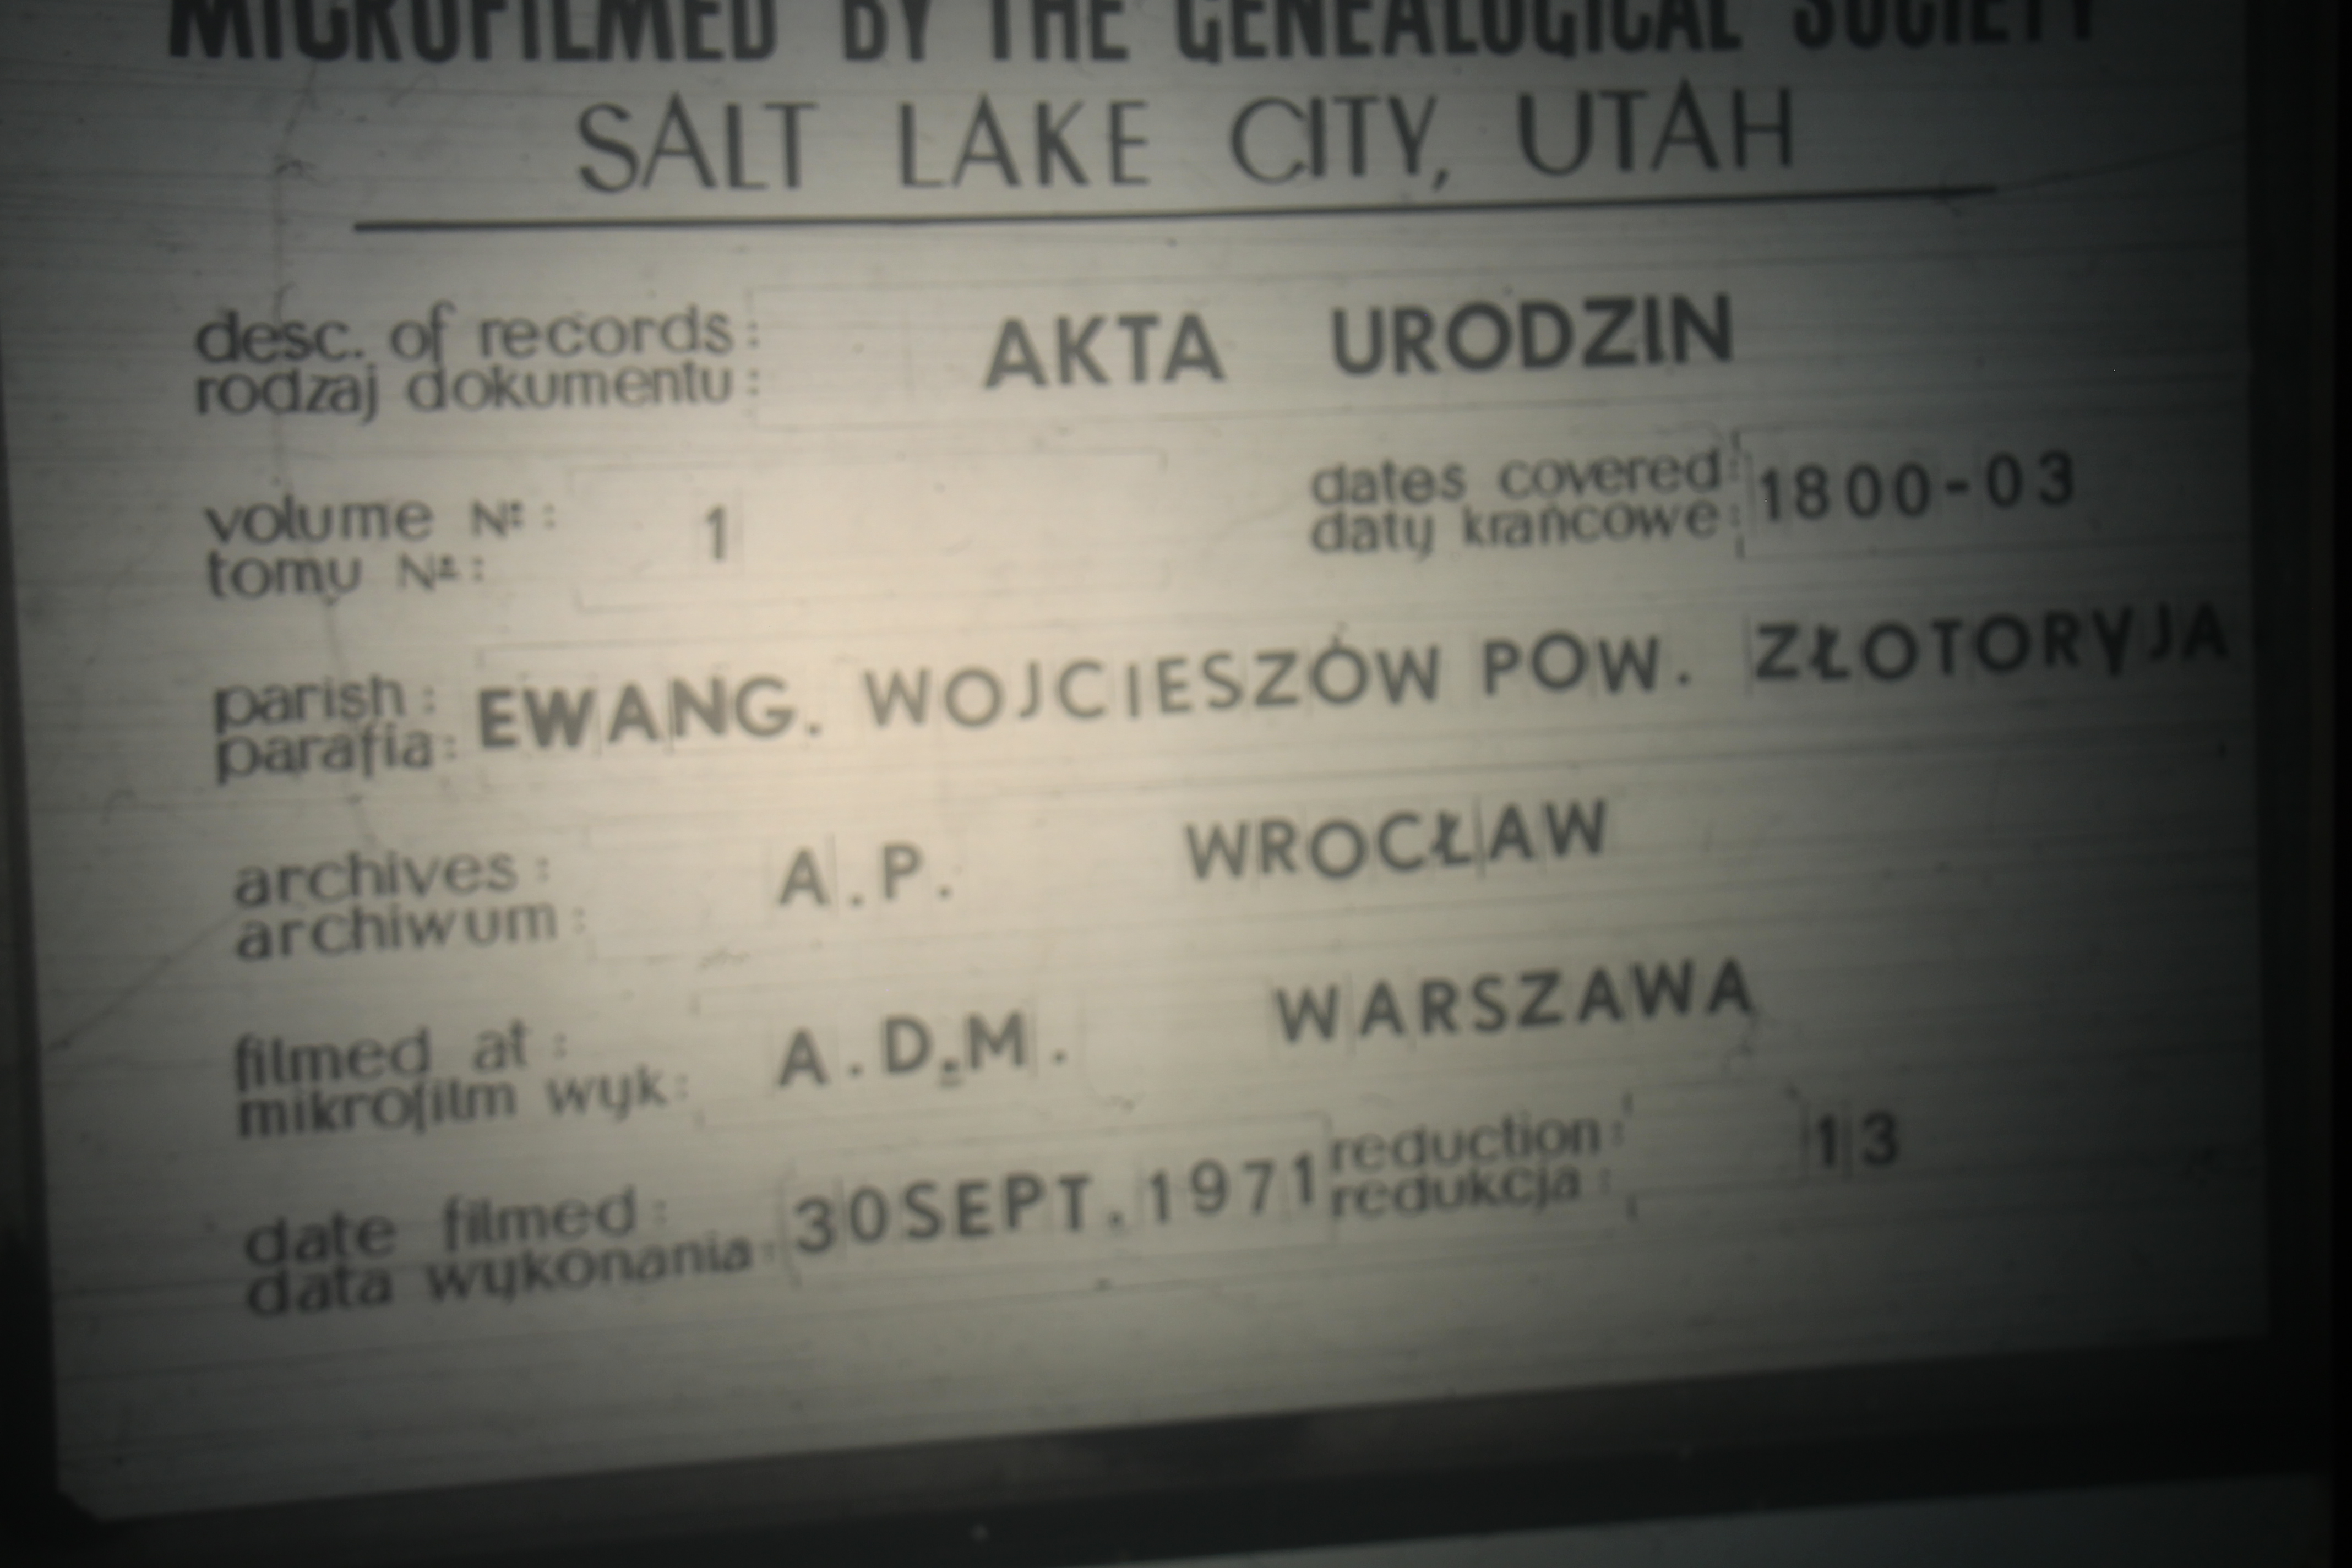 MICROFILMED BY THE GENEALOGICAL SOCIETY
SALT LAKE CITY, UTAH
desc. of records: AKTA URODZIN
rodzaj dokumentu:
volume Nº: 1 dates covered: 1800-03
tomu Nº: daty krańcowe:
parish: EWANG. WOJCIESZÓW POW. ZŁOTORYJA
parafia:
archives: A.P. WROCŁAW
archiwum:
filmed at: A.D.M. WARSZAWA
mikrofilm wyk:
date filmed: 30SEPT.1971 reduction: 13
data wykonania: redukcja: